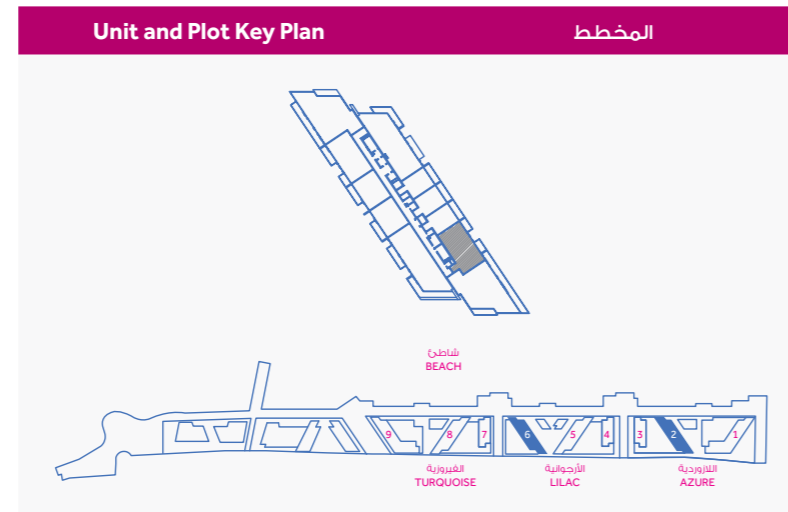 Unit and Plot Key Plan
المخطط
شاطئ
BEACH
9 8 7 6 5 4 3 2 1
الفيروزية
TURQUOISE
الأرجوانية
LILAC
اللازوردية
AZURE